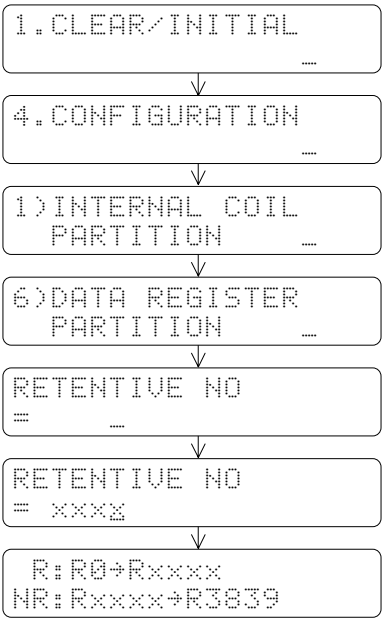 1.CLEAR/INITIAL
_
4.CONFIGURATION
_
1)INTERNAL COIL
PARTITION _
6)DATA REGISTER
PARTITION _
RETENTIVE NO
= _
RETENTIVE NO
= xxxx
R:R0→Rxxxx
NR:Rxxxx→R3839